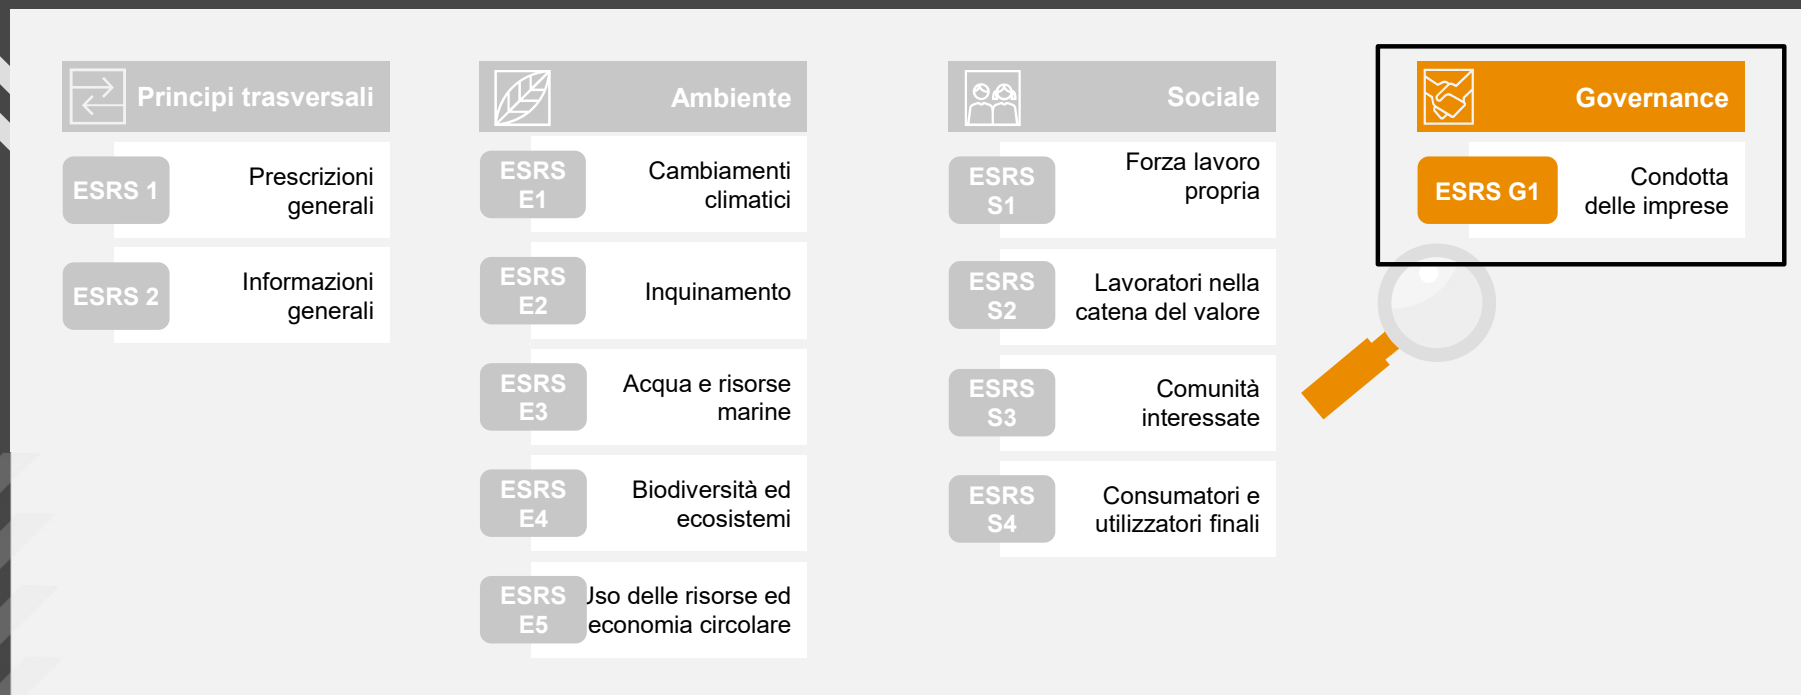 Principi trasversali
ESRS 1
Prescrizioni
generali
ESRS 2
Informazioni
generali
Ambiente
ESRS
E1
Cambiamenti
climatici
ESRS
E2
Inquinamento
ESRS
E3
Acqua e risorse
marine
ESRS
E4
Biodiversità ed
ecosistemi
ESRS
E5
Uso delle risorse ed
economia circolare
Sociale
ESRS
S1
Forza lavoro
propria
ESRS
S2
Lavoratori nella
catena del valore
ESRS
S3
Comunità
interessate
ESRS
S4
Consumatori e
utilizzatori finali
Governance
ESRS G1
Condotta
delle imprese